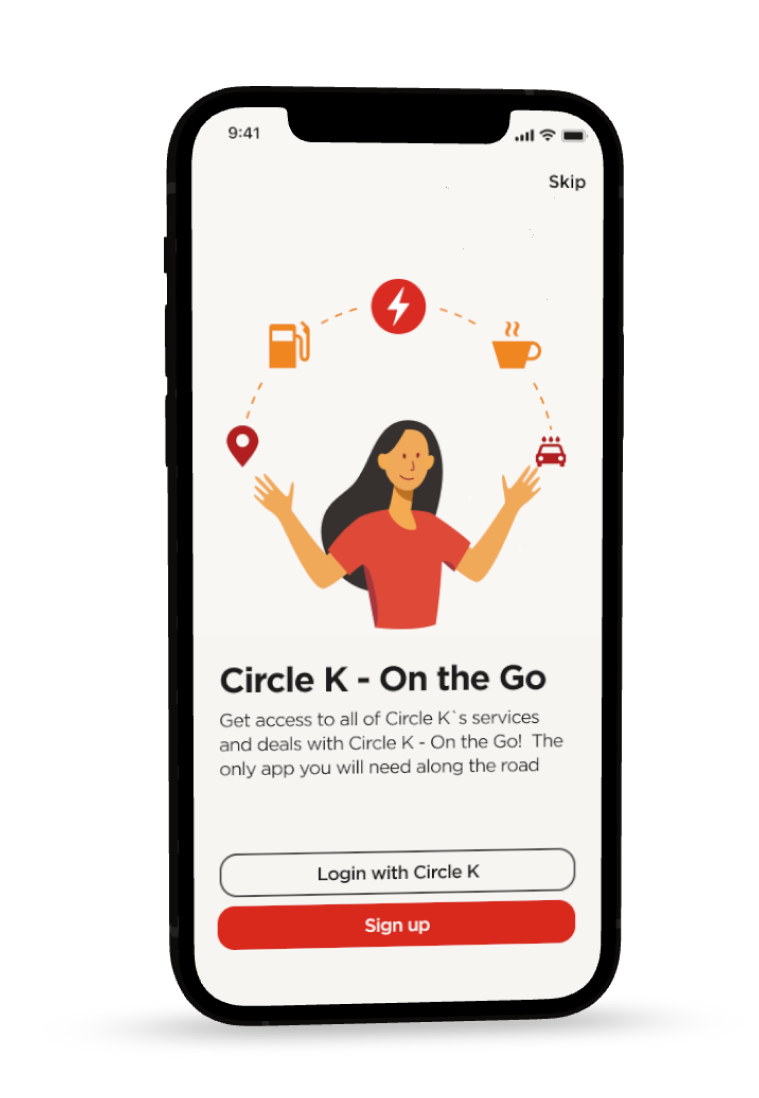 9:41
Skip
Circle K - On the Go
Get access to all of Circle K`s services
and deals with Circle K - On the Go!  The
only app you will need along the road
Login with Circle K
Sign up